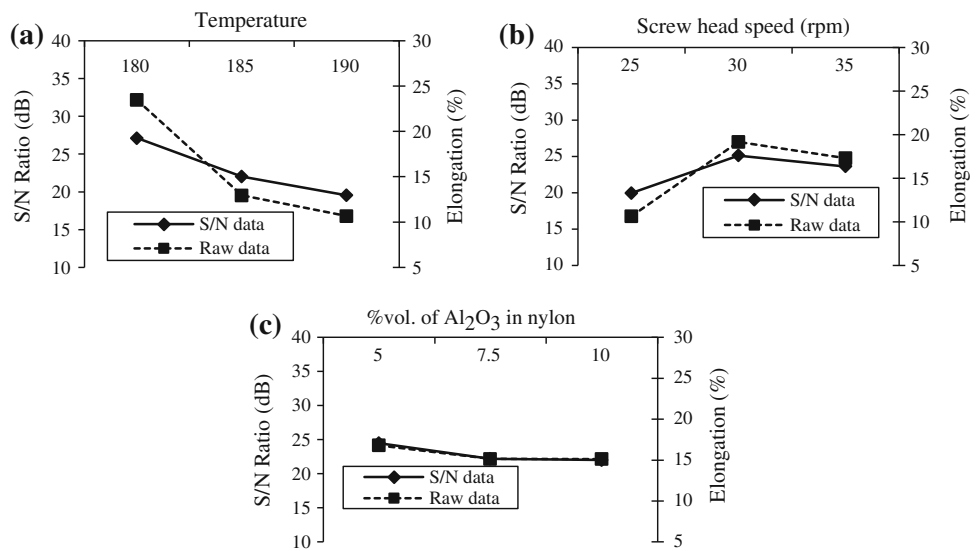 (a)
Temperature
180 185 190
40
35
30
25
20
15
10
S/N Ratio (dB)
30
25
20
15
10
5
Elongation (%)
S/N data
Raw data
(b)
Screw head speed (rpm)
25 30 35
40
35
30
25
20
15
10
S/N Ratio (dB)
30
25
20
15
10
5
Elongation (%)
S/N data
Raw data
(c)
%vol. of Al₂O₃ in nylon
5 7.5 10
40
35
30
25
20
15
10
S/N Ratio (dB)
30
25
20
15
10
5
Elongation (%)
S/N data
Raw data